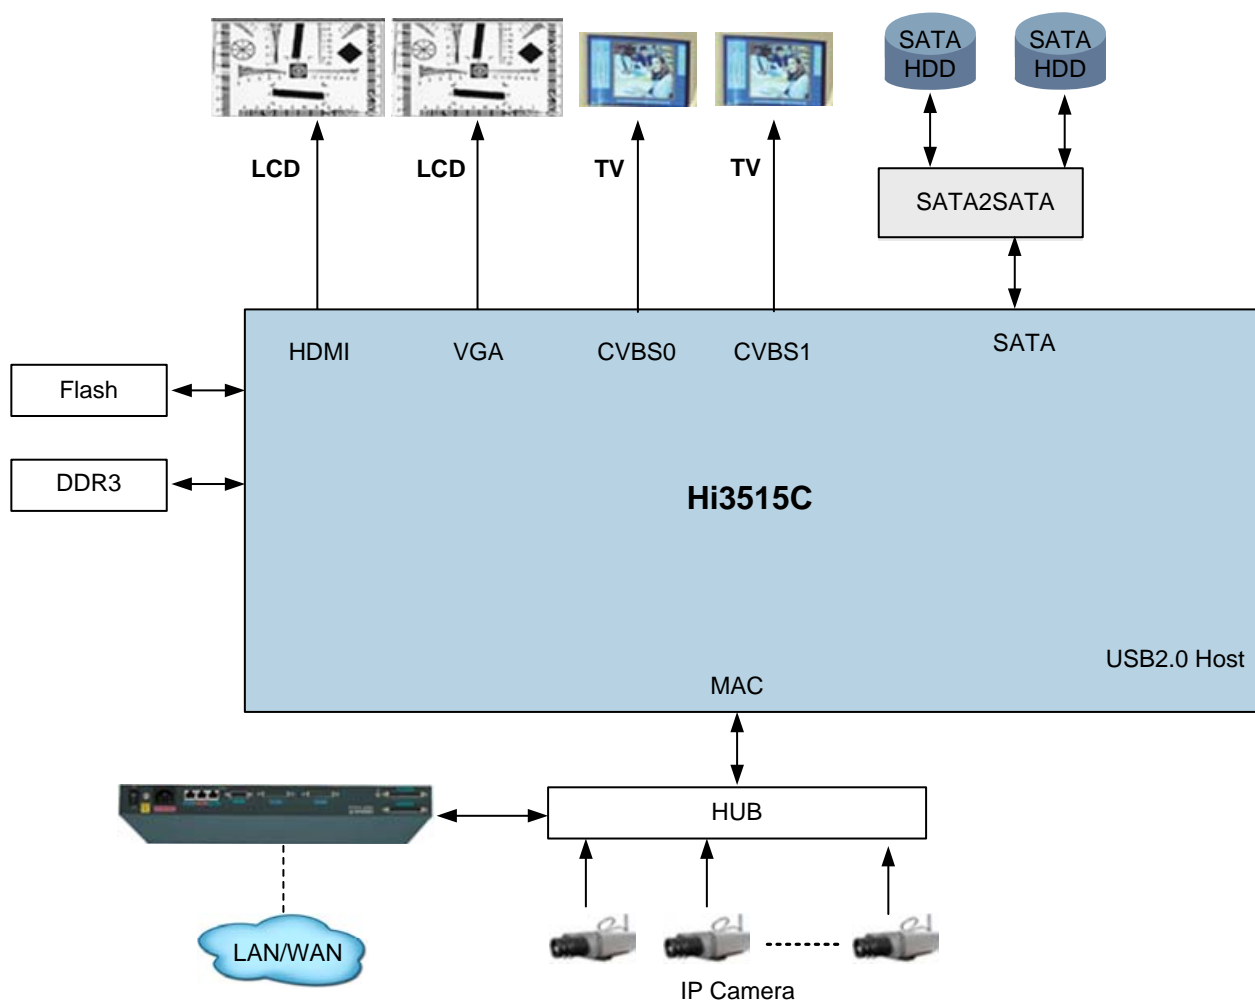 SATA
HDD
SATA
HDD
LCD
LCD
TV
TV
SATA2SATA
HDMI
VGA
CVBS0
CVBS1
SATA
Flash
DDR3
Hi3515C
USB2.0 Host
MAC
HUB
LAN/WAN
IP Camera